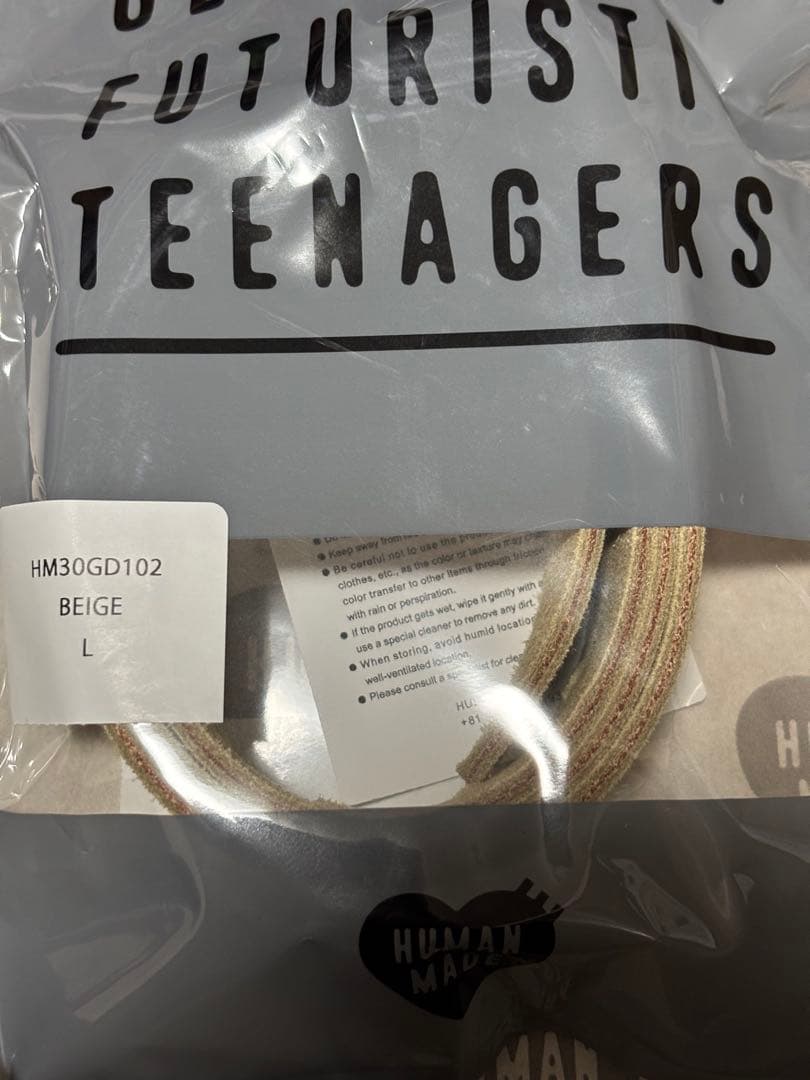 FUTURISTI
TEENAGERS
HM30GD102
BEIGE
L
Keep away from
Be careful not to use the
clothes, etc., as the color or texture may
color transfer to other items through friction
with rain or perspiration.
If the product gets wet, wipe it gently with
use a special cleaner to remove any dirt.
When storing, avoid humid
well-ventilated location.
Please consult a for
+81
HUMAN
MADE
H
MAN